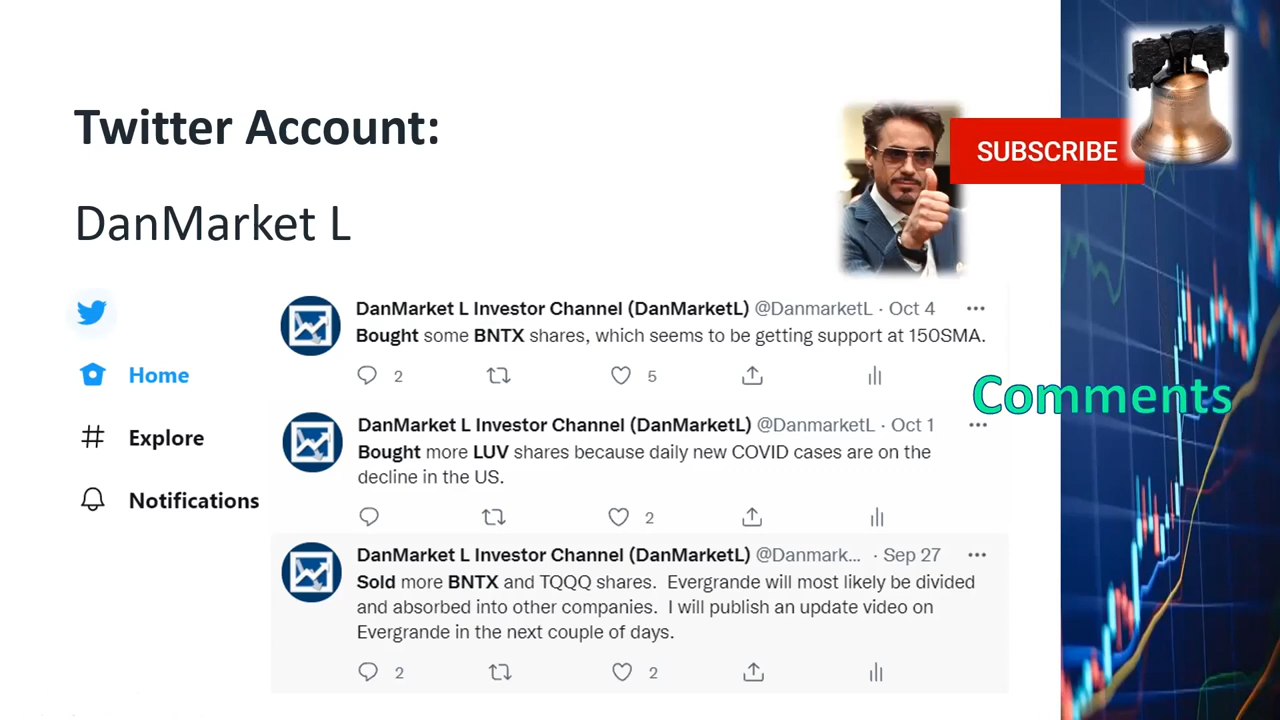 Twitter Account:
SUBSCRIBE
DanMarket L
DanMarket L Investor Channel (DanMarketL) @DanmarketL · Oct 4 ···
Bought some BNTX shares, which seems to be getting support at 150SMA.
2 5
Home
Explore
Notifications
Comments
DanMarket L Investor Channel (DanMarketL) @DanmarketL · Oct 1 ···
Bought more LUV shares because daily new COVID cases are on the
decline in the US.
2
DanMarket L Investor Channel (DanMarketL) @Danmark... · Sep 27 ···
Sold more BNTX and TQQQ shares. Evergrande will most likely be divided
and absorbed into other companies. I will publish an update video on
Evergrande in the next couple of days.
2 2